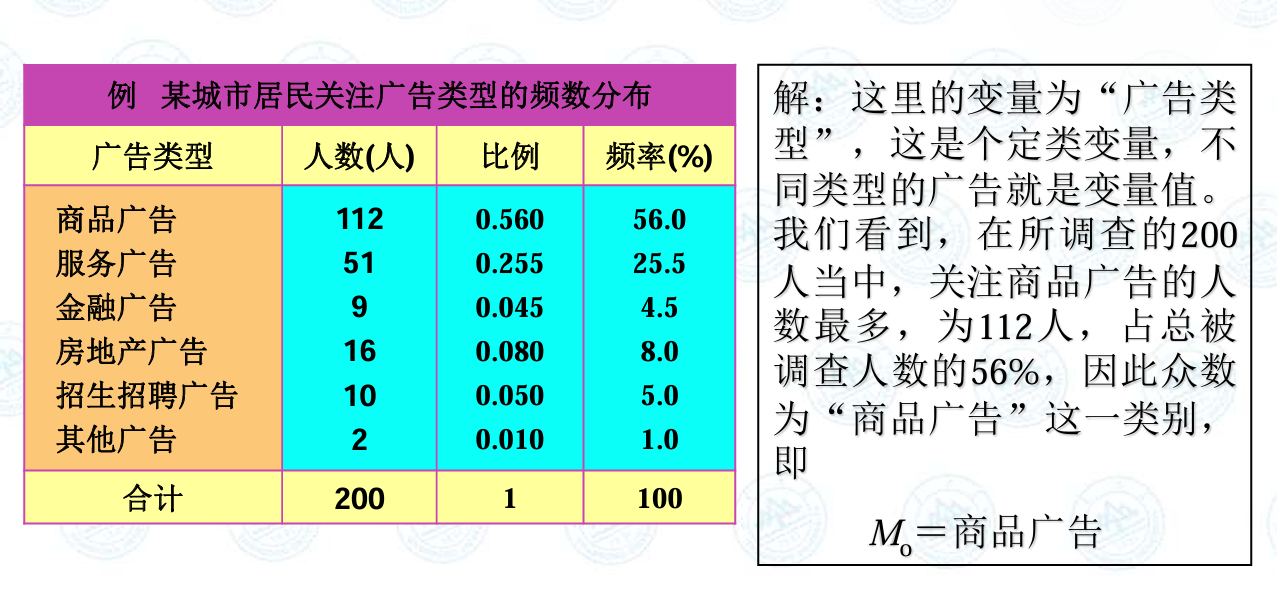 例 某城市居民关注广告类型的频数分布
广告类型 人数(人) 比例 频率(%)
商品广告 112 0.560 56.0
服务广告 51 0.255 25.5
金融广告 9 0.045 4.5
房地产广告 16 0.080 8.0
招生招聘广告 10 0.050 5.0
其他广告 2 0.010 1.0
合计 200 1 100
解：这里的变量为“广告类
型”，这是个定类变量，不
同类型的广告就是变量值。
我们看到，在所调查的200
人当中，关注商品广告的人
数最多，为112人，占总被
调查人数的56%，因此众数
为“商品广告”这一类别，
即
Mo＝商品广告